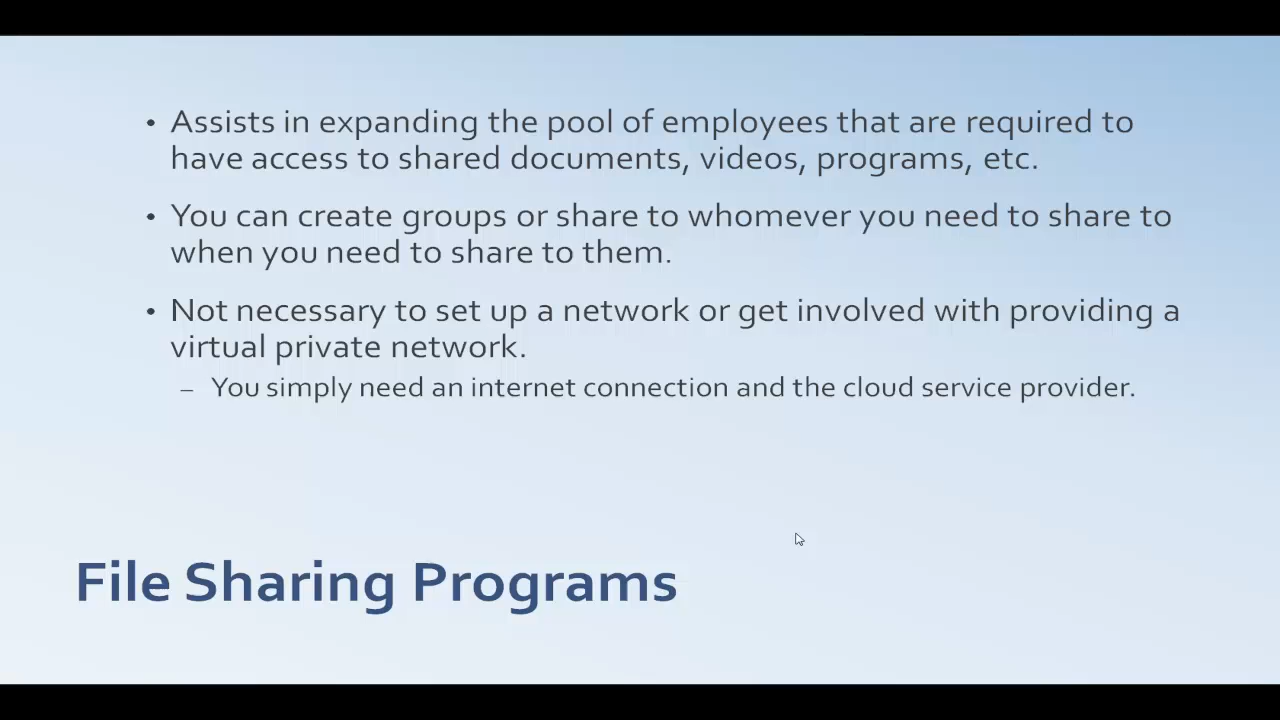 • Assists in expanding the pool of employees that are required to
have access to shared documents, videos, programs, etc.
• You can create groups or share to whomever you need to share to
when you need to share to them.
• Not necessary to set up a network or get involved with providing a
virtual private network.
– You simply need an internet connection and the cloud service provider.
File Sharing Programs